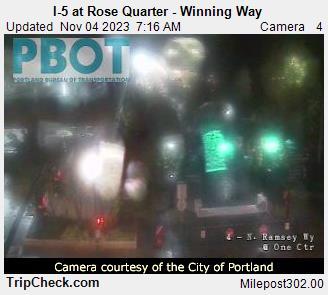 I-5 at Rose Quarter - Winning Way
Updated Nov 04 2023 7:16 AM Camera 4
PBOT
PORTLAND BUREAU OF TRANSPORTATION
4 - N. Ramsey Wy
@ One Ctr
Camera courtesy of the City of Portland
TripCheck.com Milepost302.00